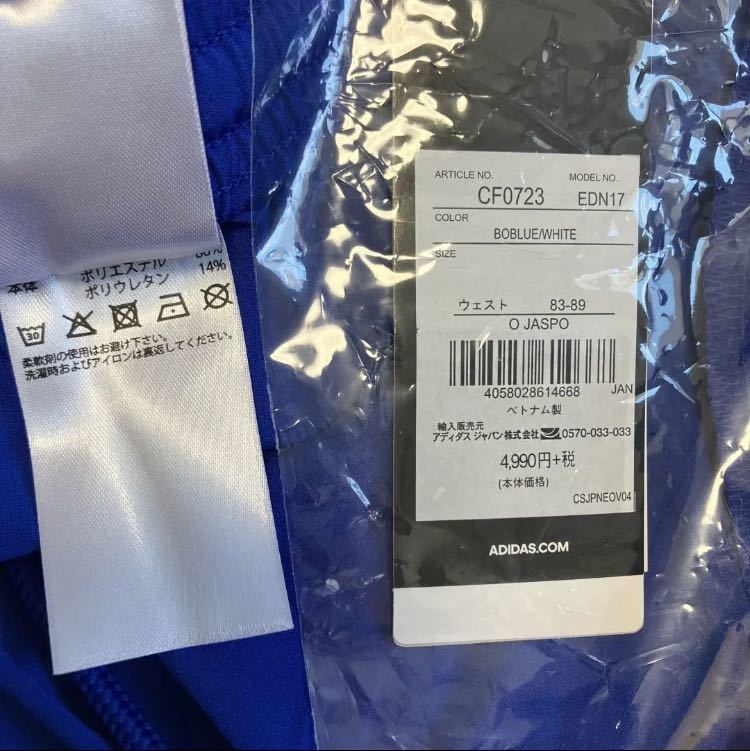 本体
ポリエステル
ポリウレタン 14%
30
柔軟剤の使用はお避け下さい。
洗濯時およびアイロンは裏返してください。
ARTICLE NO. MODEL NO.
CF0723 EDN17
COLOR
BOBLUE/WHITE
SIZE
ウェスト 83-89
O JASPO
4058028614668 JAN
ベトナム製
輸入販売元
アディダス ジャパン株式会社 0570-033-033
4,990円+税
(本体価格)
CSJPNEOV04
ADIDAS.COM